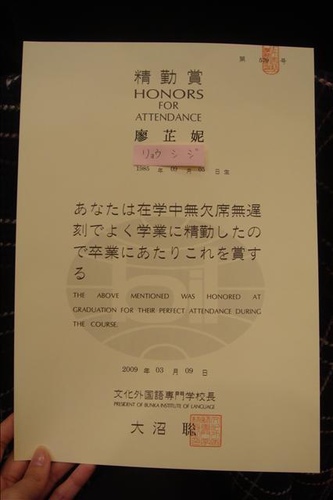 第 号
精勤賞
HONORS
FOR
ATTENDANCE
廖芷妮
リョウ シ ジ
1985 年 09 月 日生
あなたは在学中無欠席無遅
刻でよく学業に精勤したの
で卒業にあたりこれを賞す
る
THE ABOVE MENTIONED WAS HONORED AT
GRADUATION FOR THEIR PERFECT ATTENDANCE DURING
THE COURSE.
2009 年 03 月 09 日
文化外国語専門学校長
PRESIDENT OF BUNKA INSTITUTE OF LANGUAGE
大沼 聡